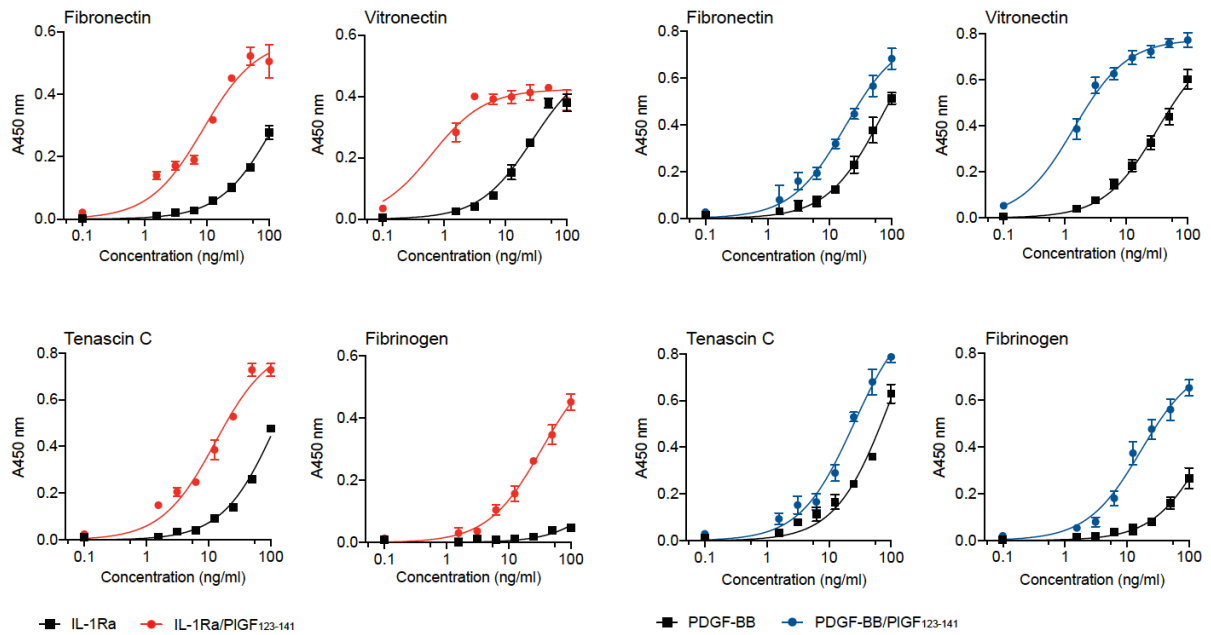 Fibronectin
A450 nm
0.6
0.4
0.2
0.0
0.1 1 10 100
Concentration (ng/ml)
Vitronectin
A450 nm
0.6
0.4
0.2
0.0
0.1 1 10 100
Concentration (ng/ml)
Fibronectin
A450 nm
0.8
0.6
0.4
0.2
0.0
0.1 1 10 100
Concentration (ng/ml)
Vitronectin
A450 nm
0.8
0.6
0.4
0.2
0.0
0.1 1 10 100
Concentration (ng/ml)
Tenascin C
A450 nm
0.8
0.6
0.4
0.2
0.0
0.1 1 10 100
Concentration (ng/ml)
Fibrinogen
A450 nm
0.6
0.4
0.2
0.0
0.1 1 10 100
Concentration (ng/ml)
Tenascin C
A450 nm
0.8
0.6
0.4
0.2
0.0
0.1 1 10 100
Concentration (ng/ml)
Fibrinogen
A450 nm
0.8
0.6
0.4
0.2
0.0
0.1 1 10 100
Concentration (ng/ml)
IL-1Ra IL-1Ra/PlGF123-141
PDGF-BB PDGF-BB/PlGF123-141